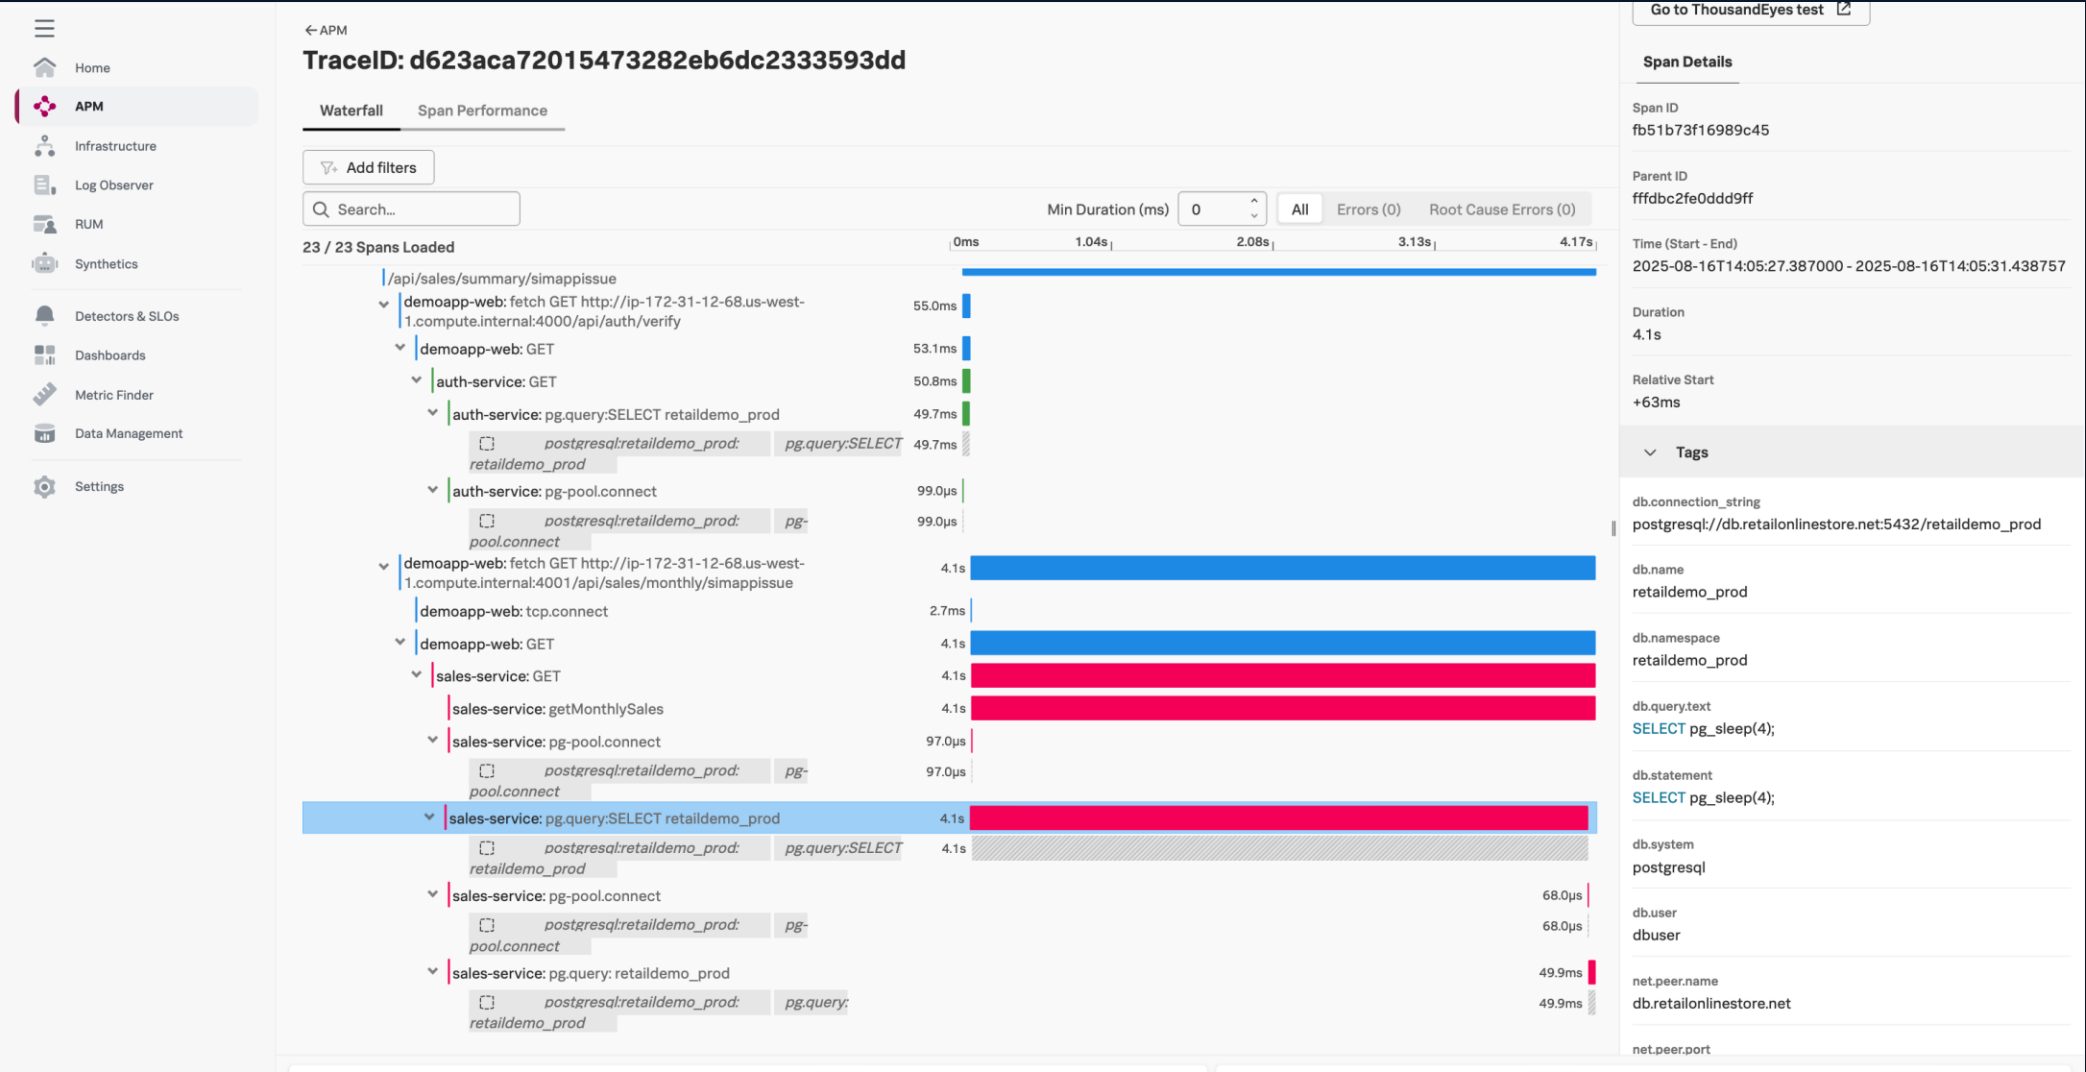 Home
APM
Infrastructure
Log Observer
RUM
Synthetics
Detectors & SLOs
Dashboards
Metric Finder
Data Management
Settings
←APM
TraceID: d623aca72015473282eb6dc2333593dd
Waterfall
Span Performance
Add filters
Search...
Min Duration (ms)
0
All
Errors (0)
Root Cause Errors (0)
23 / 23 Spans Loaded
0ms
1.04s
2.08s
3.13s
4.17s
/api/sales/summary/simappissue
demoapp-web: fetch GET http://ip-172-31-12-68.us-west-
1.compute.internal:4000/api/auth/verify
55.0ms
demoapp-web: GET
53.1ms
auth-service: GET
50.8ms
auth-service: pg.query:SELECT retaildemo_prod
49.7ms
postgresql:retaildemo_prod: pg.query:SELECT
retaildemo_prod
49.7ms
auth-service: pg-pool.connect
99.0µs
postgresql:retaildemo_prod: pg-
pool.connect
99.0µs
demoapp-web: fetch GET http://ip-172-31-12-68.us-west-
1.compute.internal:4001/api/sales/monthly/simappissue
4.1s
demoapp-web: tcp.connect
2.7ms
demoapp-web: GET
4.1s
sales-service: GET
4.1s
sales-service: getMonthlySales
4.1s
sales-service: pg-pool.connect
97.0µs
postgresql:retaildemo_prod: pg-
pool.connect
97.0µs
sales-service: pg.query:SELECT retaildemo_prod
4.1s
postgresql:retaildemo_prod: pg.query:SELECT
retaildemo_prod
4.1s
sales-service: pg-pool.connect
68.0µs
postgresql:retaildemo_prod: pg-
pool.connect
68.0µs
sales-service: pg.query: retaildemo_prod
49.9ms
postgresql:retaildemo_prod: pg.query:
retaildemo_prod
49.9ms
Go to ThousandEyes test
Span Details
Span ID
fb51b73f16989c45
Parent ID
fffdbc2fe0ddd9ff
Time (Start - End)
2025-08-16T14:05:27.387000 - 2025-08-16T14:05:31.438757
Duration
4.1s
Relative Start
+63ms
Tags
db.connection_string
postgresql://db.retailonlinestore.net:5432/retaildemo_prod
db.name
retaildemo_prod
db.namespace
retaildemo_prod
db.query.text
SELECT pg_sleep(4);
db.statement
SELECT pg_sleep(4);
db.system
postgresql
db.user
dbuser
net.peer.name
db.retailonlinestore.net
net.peer.port